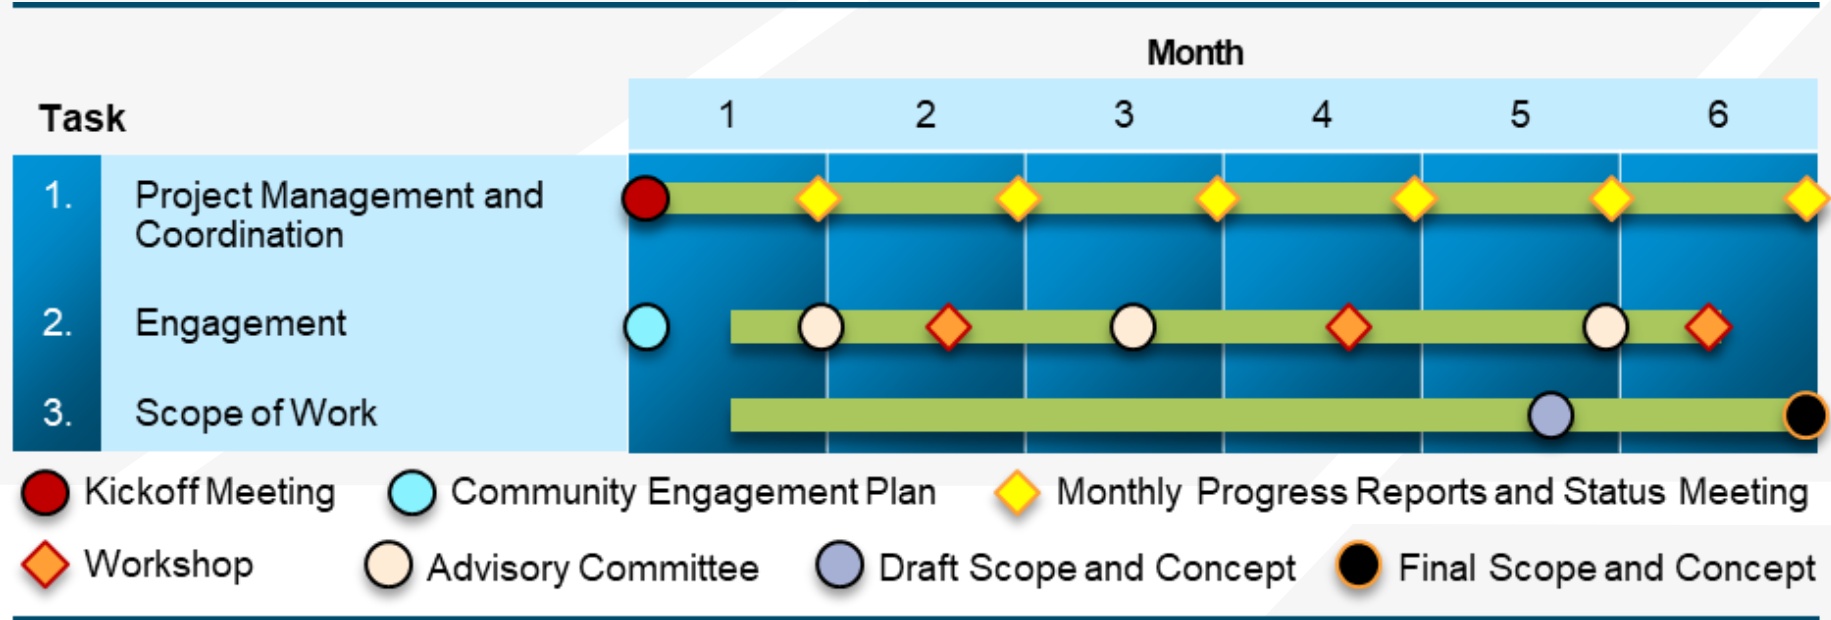 Month
Task
1 2 3 4 5 6
1. Project Management and
Coordination
2. Engagement
3. Scope of Work
Kickoff Meeting Community Engagement Plan Monthly Progress Reports and Status Meeting
Workshop Advisory Committee Draft Scope and Concept Final Scope and Concept